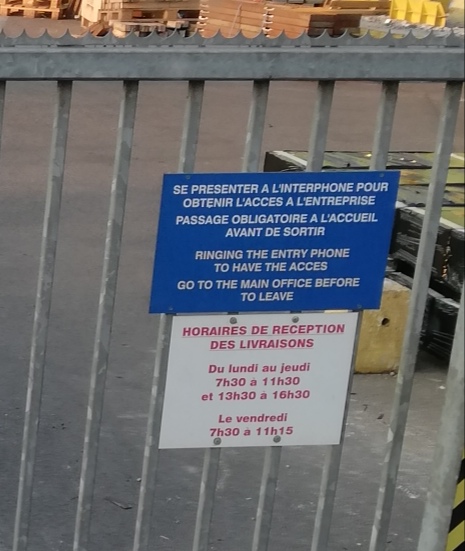 SE PRESENTER A L'INTERPHONE POUR
OBTENIR L'ACCES A L'ENTREPRISE
PASSAGE OBLIGATOIRE A L'ACCUEIL
AVANT DE SORTIR
RINGING THE ENTRY PHONE
TO HAVE THE ACCES
GO TO THE MAIN OFFICE BEFORE
TO LEAVE
HORAIRES DE RECEPTION
DES LIVRAISONS
Du lundi au jeudi
7h30 à 11h30
et 13h30 à 16h30
Le vendredi
7h30 à 11h15